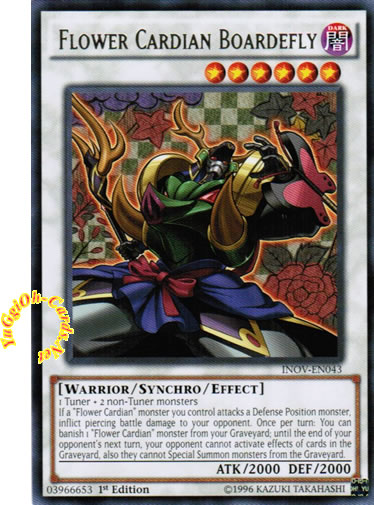 FLOWER CARDIAN BOARDEFLY
DARK
闇
YuGgiOh-Cards.Net
INOV-EN043
[WARRIOR/SYNCHRO/EFFECT]
1 Tuner + 2 non-Tuner monsters
If a "Flower Cardian" monster you control attacks a Defense Position monster,
inflict piercing battle damage to your opponent. Once per turn: You can
banish 1 "Flower Cardian" monster from your Graveyard; until the end of your
opponent's next turn, your opponent cannot activate effects of cards in the
Graveyard, also they cannot Special Summon monsters from the Graveyard.
ATK/2000 DEF/2000
03966653 1st Edition ©1996 KAZUKI TAKAHASHI